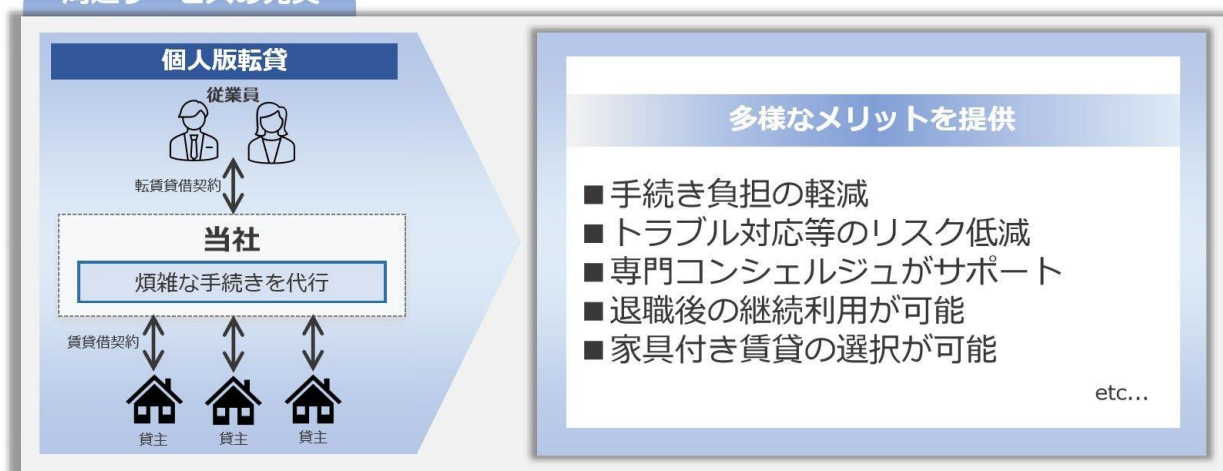 個人版転貸
従業員
転賃貸借契約
当社
煩雑な手続きを代行
賃貸借契約
貸主 貸主 貸主
多様なメリットを提供
■手続き負担の軽減
■トラブル対応等のリスク低減
■専門コンシェルジュがサポート
■退職後の継続利用が可能
■家具付き賃貸の選択が可能
etc...